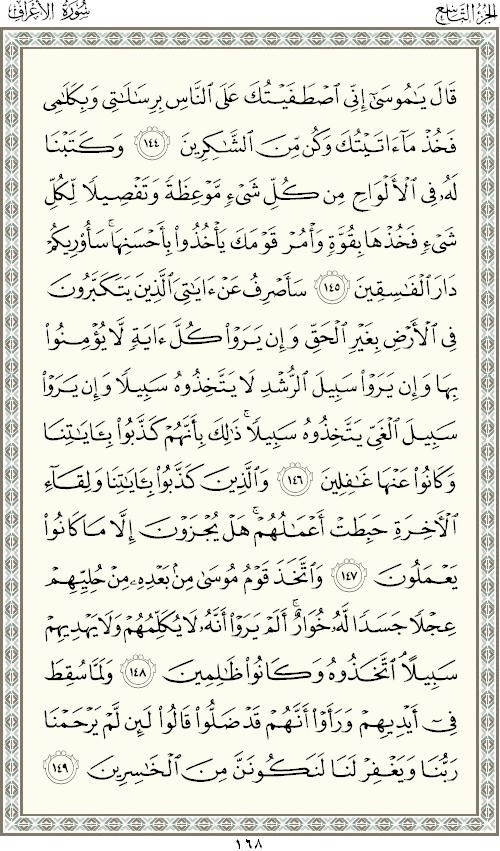 الجزء التاسع
سورة الأعراف
قَالَ يَـٰمُوسَىٰٓ إِنِّى ٱصْطَفَيْتُكَ عَلَى ٱلنَّاسِ بِرِسَـٰلَـٰتِى وَبِكَلَـٰمِى
فَخُذْ مَآ ءَاتَيْتُكَ وَكُن مِّنَ ٱلشَّـٰكِرِينَ ١٤٤ وَكَتَبْنَا
لَهُۥ فِى ٱلْأَلْوَاحِ مِن كُلِّ شَىْءٍ مَّوْعِظَةً وَتَفْصِيلًا لِّكُلِّ
شَىْءٍ فَخُذْهَا بِقُوَّةٍ وَأْمُرْ قَوْمَكَ يَأْخُذُوا۟ بِأَحْسَنِهَا ۚ سَأُو۟رِيكُمْ
دَارَ ٱلْفَـٰسِقِينَ ١٤٥ سَأَصْرِفُ عَنْ ءَايَـٰتِىَ ٱلَّذِينَ يَتَكَبَّرُونَ
فِى ٱلْأَرْضِ بِغَيْرِ ٱلْحَقِّ وَإِن يَرَوْا۟ كُلَّ ءَايَةٍ لَّا يُؤْمِنُوا۟
بِهَا وَإِن يَرَوْا۟ سَبِيلَ ٱلرُّشْدِ لَا يَتَّخِذُوهُ سَبِيلًا وَإِن يَرَوْا۟
سَبِيلَ ٱلْغَىِّ يَتَّخِذُوهُ سَبِيلًا ۚ ذَٰلِكَ بِأَنَّهُمْ كَذَّبُوا۟ بِـَٔايَـٰتِنَا
وَكَانُوا۟ عَنْهَا غَـٰفِلِينَ ١٤٦ وَٱلَّذِينَ كَذَّبُوا۟ بِـَٔايَـٰتِنَا وَلِقَآءِ
ٱلْـَٔاخِرَةِ حَبِطَتْ أَعْمَـٰلُهُمْ ۚ هَلْ يُجْزَوْنَ إِلَّا مَا كَانُوا۟
يَعْمَلُونَ ١٤٧ وَٱتَّخَذَ قَوْمُ مُوسَىٰ مِنۢ بَعْدِهِۦ مِنْ حُلِيِّهِمْ
عِجْلًا جَسَدًا لَّهُۥ خُوَارٌ ۚ أَلَمْ يَرَوْا۟ أَنَّهُۥ لَا يُكَلِّمُهُمْ وَلَا يَهْدِيهِمْ
سَبِيلًا ۘ ٱتَّخَذُوهُ وَكَانُوا۟ ظَـٰلِمِينَ ١٤٨ وَلَمَّا سُقِطَ
فِىٓ أَيْدِيهِمْ وَرَأَوْا۟ أَنَّهُمْ قَدْ ضَلُّوا۟ قَالُوا۟ لَئِن لَّمْ يَرْحَمْنَا
رَبُّنَا وَيَغْفِرْ لَنَا لَنَكُونَنَّ مِنَ ٱلْخَـٰسِرِينَ ١٤٩
١٦٨